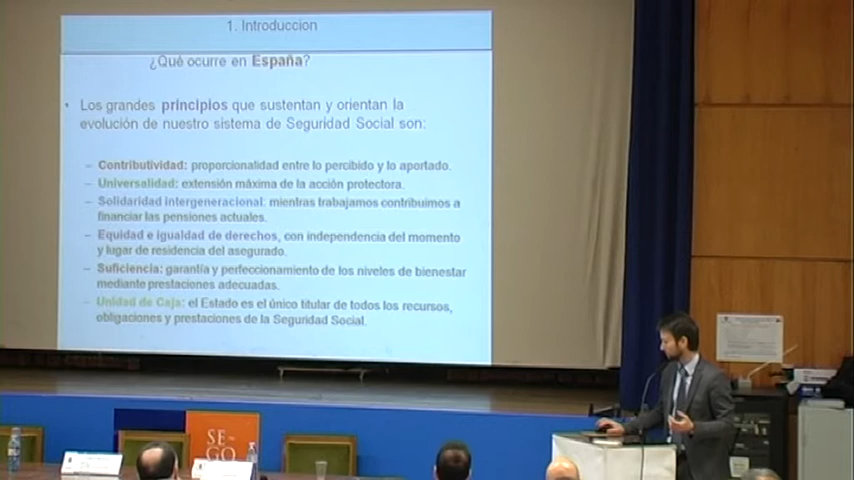 1. Introduccion
¿Qué ocurre en España?
• Los grandes principios que sustentan y orientan la
evolución de nuestro sistema de Seguridad Social son:
– Contributividad: proporcionalidad entre lo percibido y lo aportado.
– Universalidad: extensión máxima de la acción protectora.
– Solidaridad intergeneracional: mientras trabajamos contribuimos a
financiar las pensiones actuales.
– Equidad e igualdad de derechos, con independencia del momento
y lugar de residencia del asegurado.
– Suficiencia: garantía y perfeccionamiento de los niveles de bienestar
mediante prestaciones adecuadas.
– Unidad de Caja: el Estado es el único titular de todos los recursos,
obligaciones y prestaciones de la Seguridad Social.
SE
GO